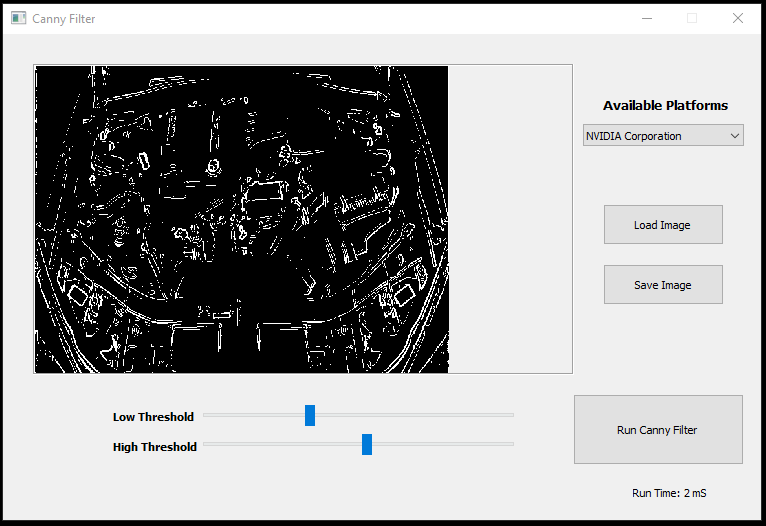 Canny Filter
Available Platforms
NVIDIA Corporation
Load Image
Save Image
Low Threshold
High Threshold
Run Canny Filter
Run Time: 2 mS